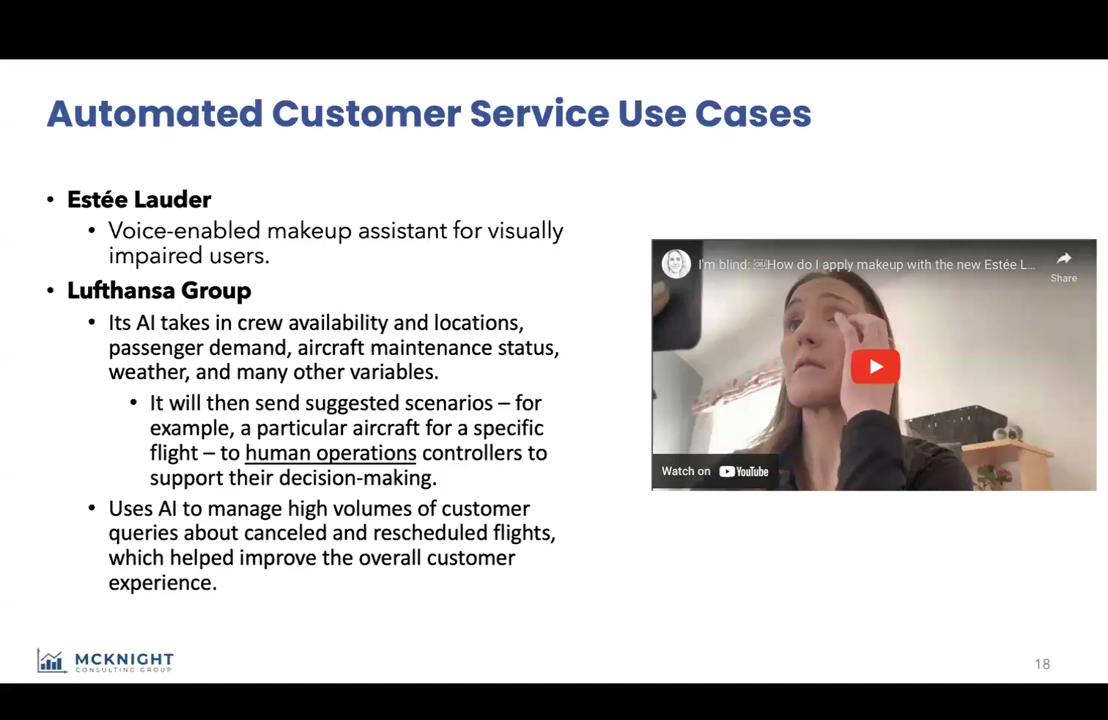 Automated Customer Service Use Cases
• Estée Lauder
• Voice-enabled makeup assistant for visually
impaired users.
• Lufthansa Group
• Its AI takes in crew availability and locations,
passenger demand, aircraft maintenance status,
weather, and many other variables.
• It will then send suggested scenarios – for
example, a particular aircraft for a specific
flight – to human operations controllers to
support their decision-making.
• Uses AI to manage high volumes of customer
queries about canceled and rescheduled flights,
which helped improve the overall customer
experience.
I'm blind: ￼How do I apply makeup with the new Estée L...
Share
Watch on YouTube
MCKNIGHT
CONSULTING GROUP
18